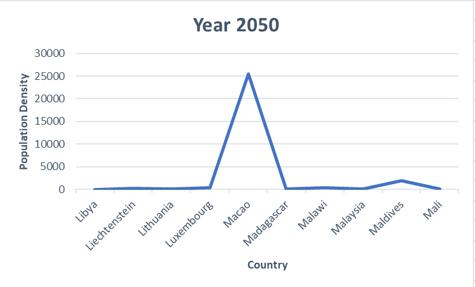 Year 2050
30000
25000
20000
15000
10000
5000
0
Population Density
Libya
Liechtenstein
Lithuania
Luxembourg
Macao
Madagascar
Malawi
Malaysia
Maldives
Mali
Country